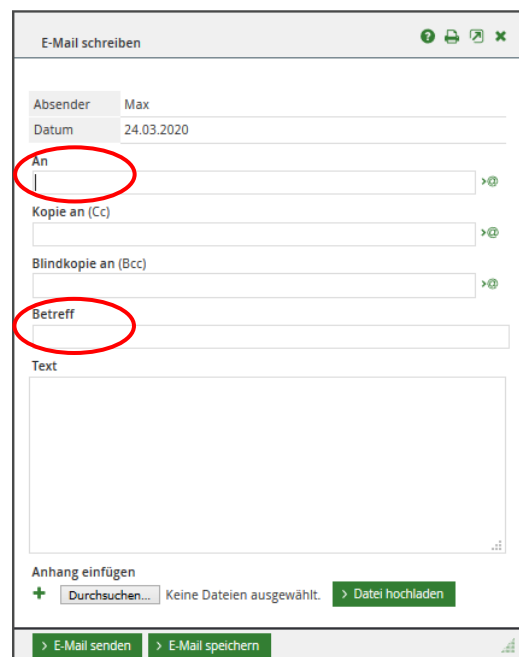 E-Mail schreiben
Absender Max
Datum 24.03.2020
An
>@
Kopie an (Cc)
>@
Blindkopie an (Bcc)
>@
Betreff
Text
Anhang einfügen
+ Durchsuchen... Keine Dateien ausgewählt. > Datei hochladen
> E-Mail senden > E-Mail speichern